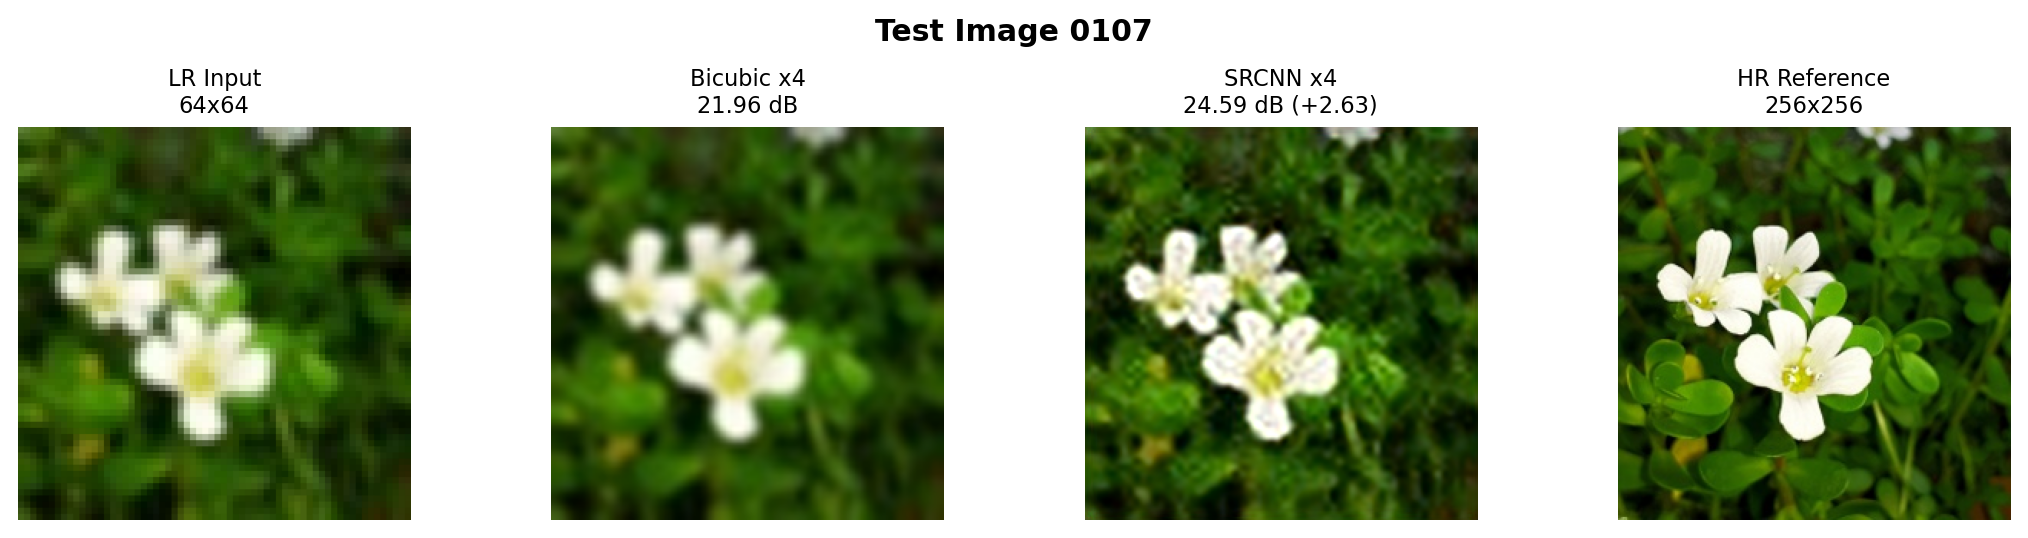 Test Image 0107
LR Input
64x64
Bicubic x4
21.96 dB
SRCNN x4
24.59 dB (+2.63)
HR Reference
256x256